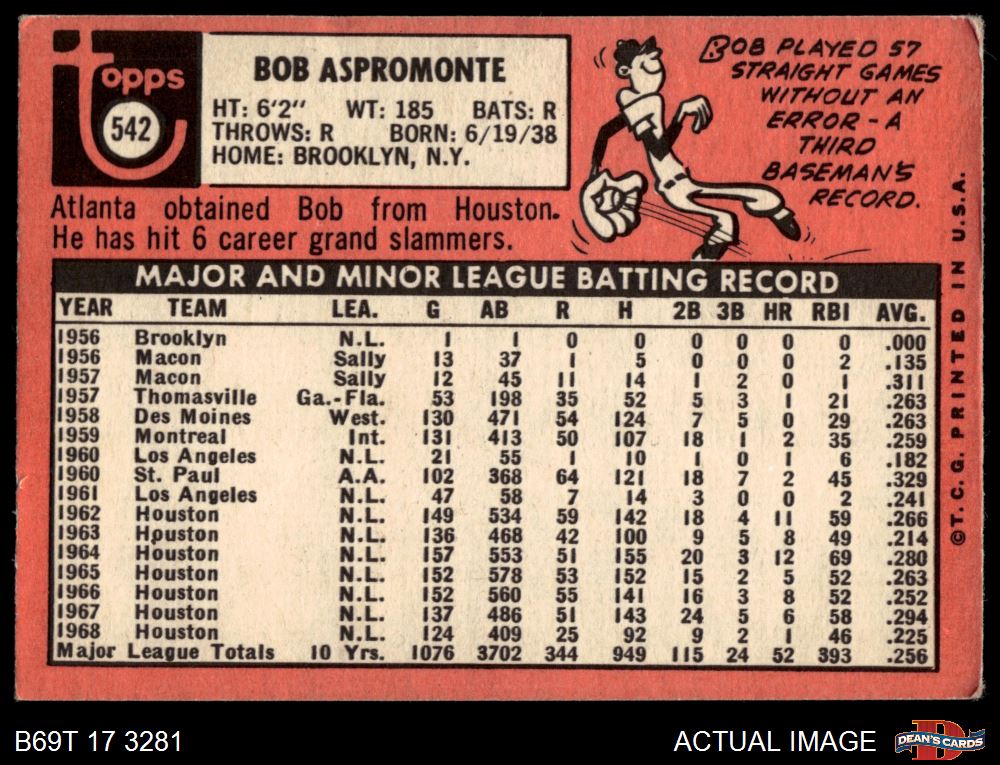 Topps
542
BOB ASPROMONTE
HT: 6'2" WT: 185 BATS: R
THROWS: R BORN: 6/19/38
HOME: BROOKLYN, N.Y.
BOB PLAYED 57
STRAIGHT GAMES
WITHOUT AN
ERROR - A
THIRD
BASEMAN'S
RECORD.
Atlanta obtained Bob from Houston.
He has hit 6 career grand slammers.
MAJOR AND MINOR LEAGUE BATTING RECORD
YEAR TEAM LEA. G AB R H 2B 3B HR RBI AVG.
1956 Brooklyn N.L. 1 1 0 0 0 0 0 0 .000
1956 Macon Sally 13 37 1 5 0 0 0 2 .135
1957 Macon Sally 12 45 11 14 1 2 0 1 .311
1957 Thomasville Ga.-Fla. 53 198 35 52 5 3 1 21 .263
1958 Des Moines West. 130 471 54 124 7 5 0 29 .263
1959 Montreal Int. 131 413 50 107 18 1 2 35 .259
1960 Los Angeles N.L. 21 55 1 10 1 0 1 6 .182
1960 St. Paul A.A. 102 368 64 121 18 7 2 45 .329
1961 Los Angeles N.L. 47 58 7 14 3 0 0 2 .241
1962 Houston N.L. 149 534 59 142 18 4 11 59 .266
1963 Houston N.L. 136 468 42 100 9 5 8 49 .214
1964 Houston N.L. 157 553 51 155 20 3 12 69 .280
1965 Houston N.L. 152 578 53 152 15 2 5 52 .263
1966 Houston N.L. 152 560 55 141 16 3 8 52 .252
1967 Houston N.L. 137 486 51 143 24 5 6 58 .294
1968 Houston N.L. 124 409 25 92 9 2 1 46 .225
Major League Totals 10 Yrs. 1076 3702 344 949 115 24 52 393 .256
©T.C.G. PRINTED IN U.S.A.
B69T 17 3281
ACTUAL IMAGE
DEAN'S CARDS